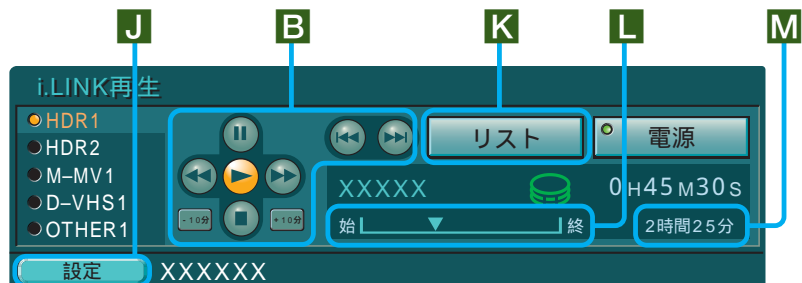 J B K L M
i.LINK再生
HDR1
HDR2
M–MV1
D–VHS1
OTHER1
リスト
電源
-10分
+10分
XXXXX
0H45M30S
始 終
2時間25分
設定
XXXXXX